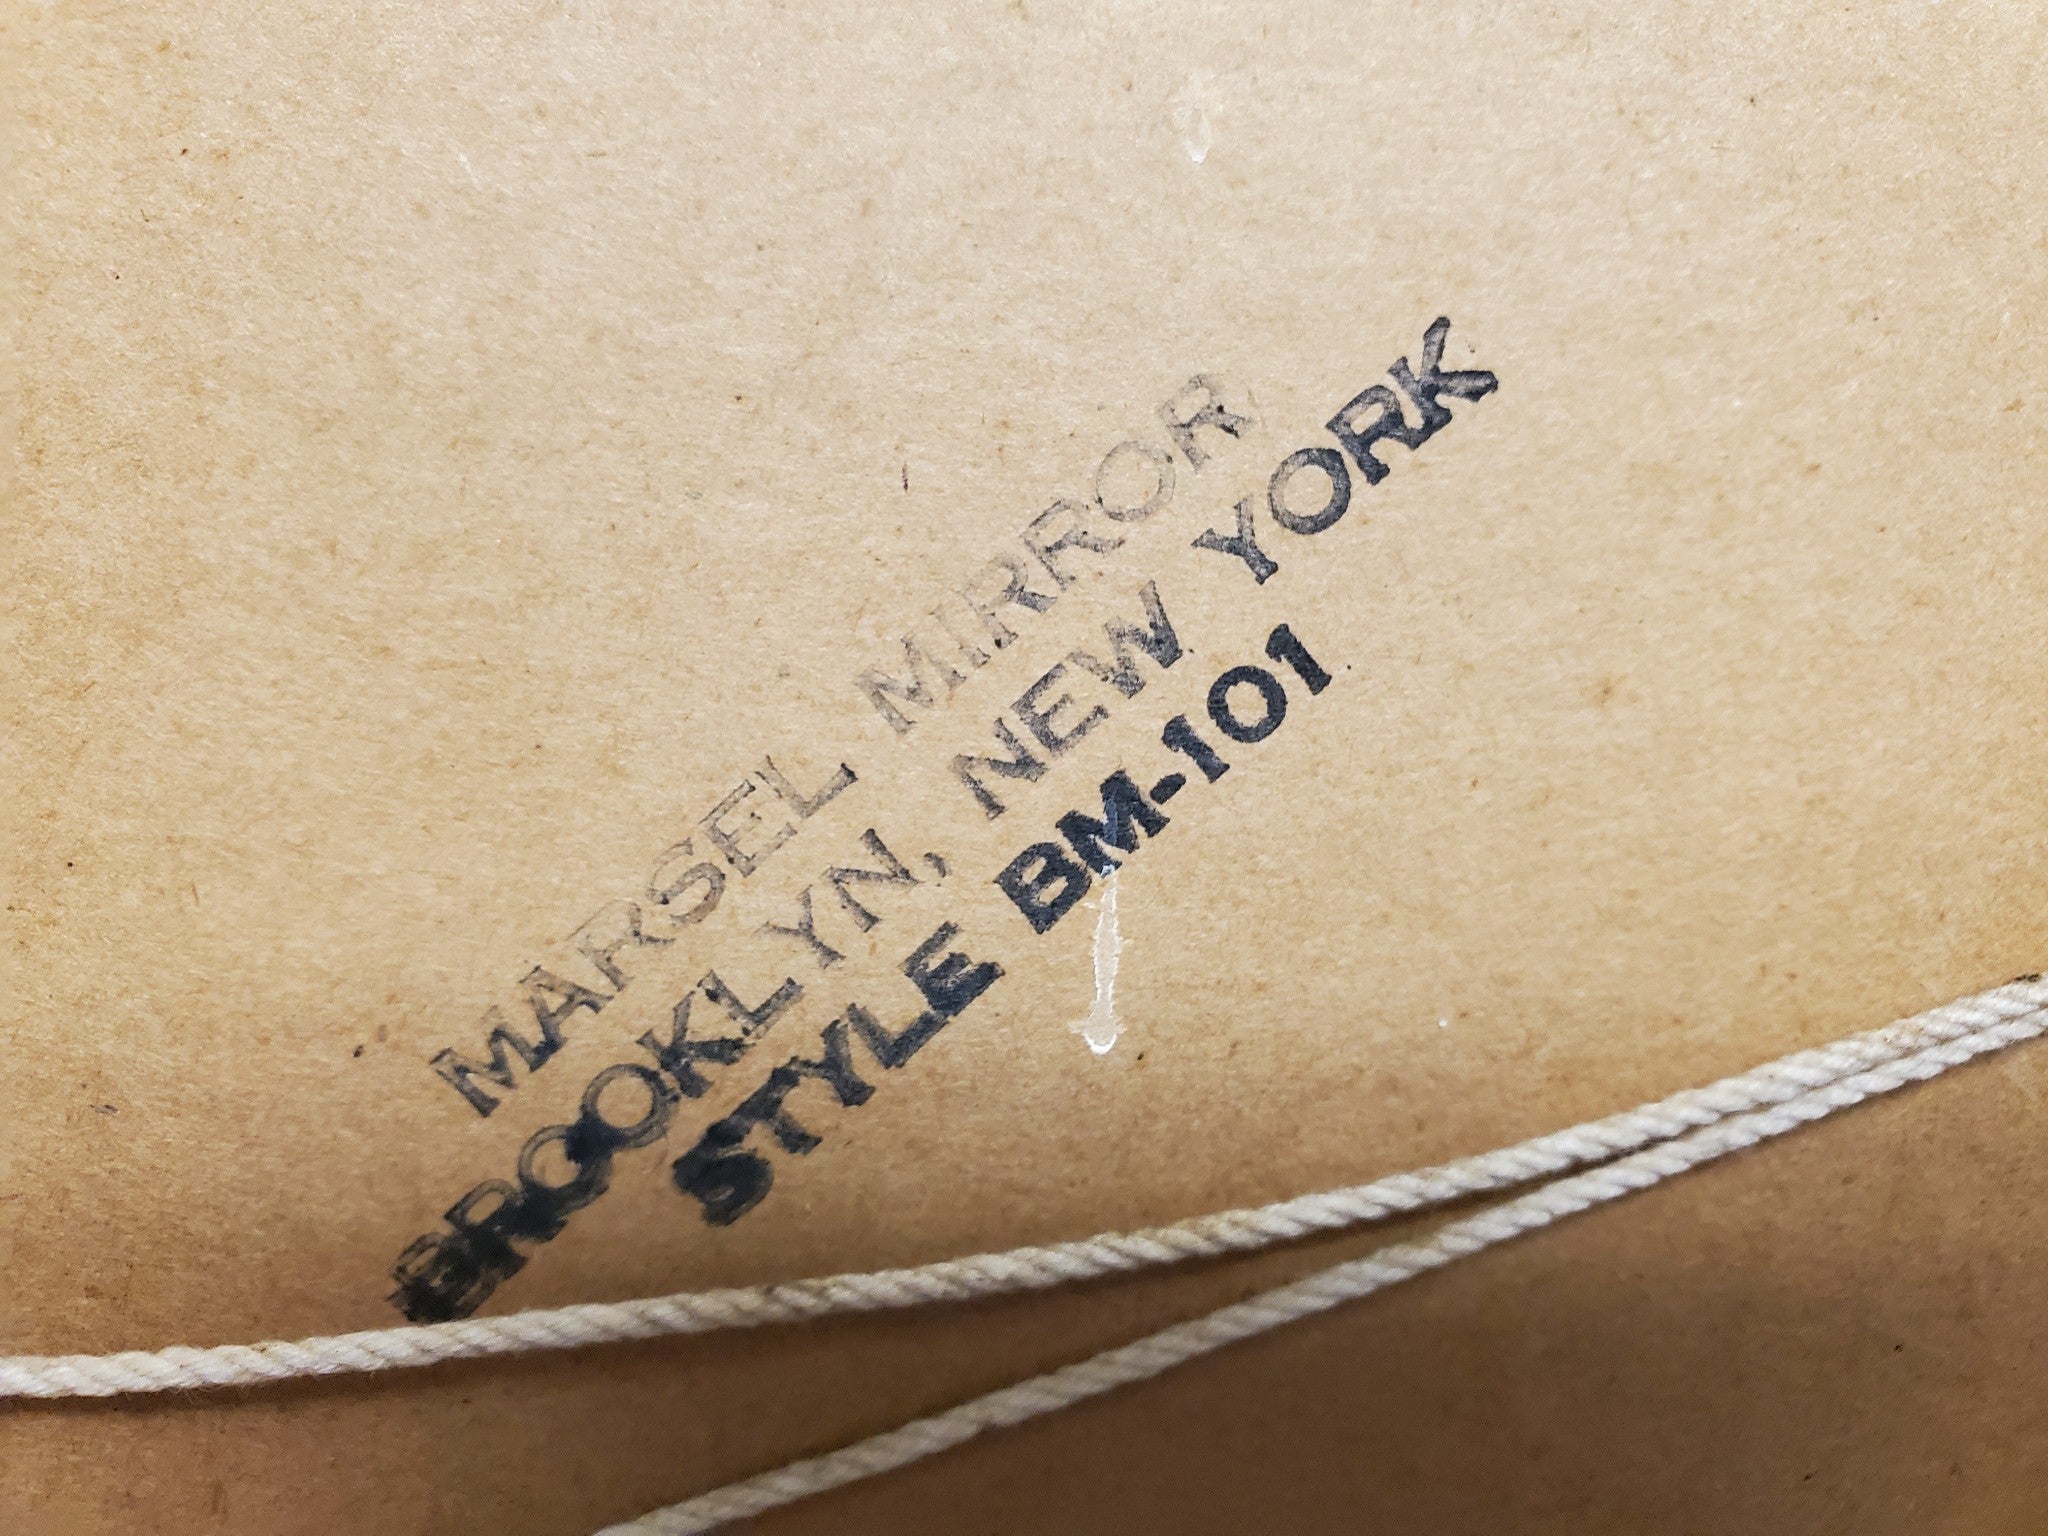 MARSEL MIRROR
BROOKLYN, NEW YORK
STYLE BM-101